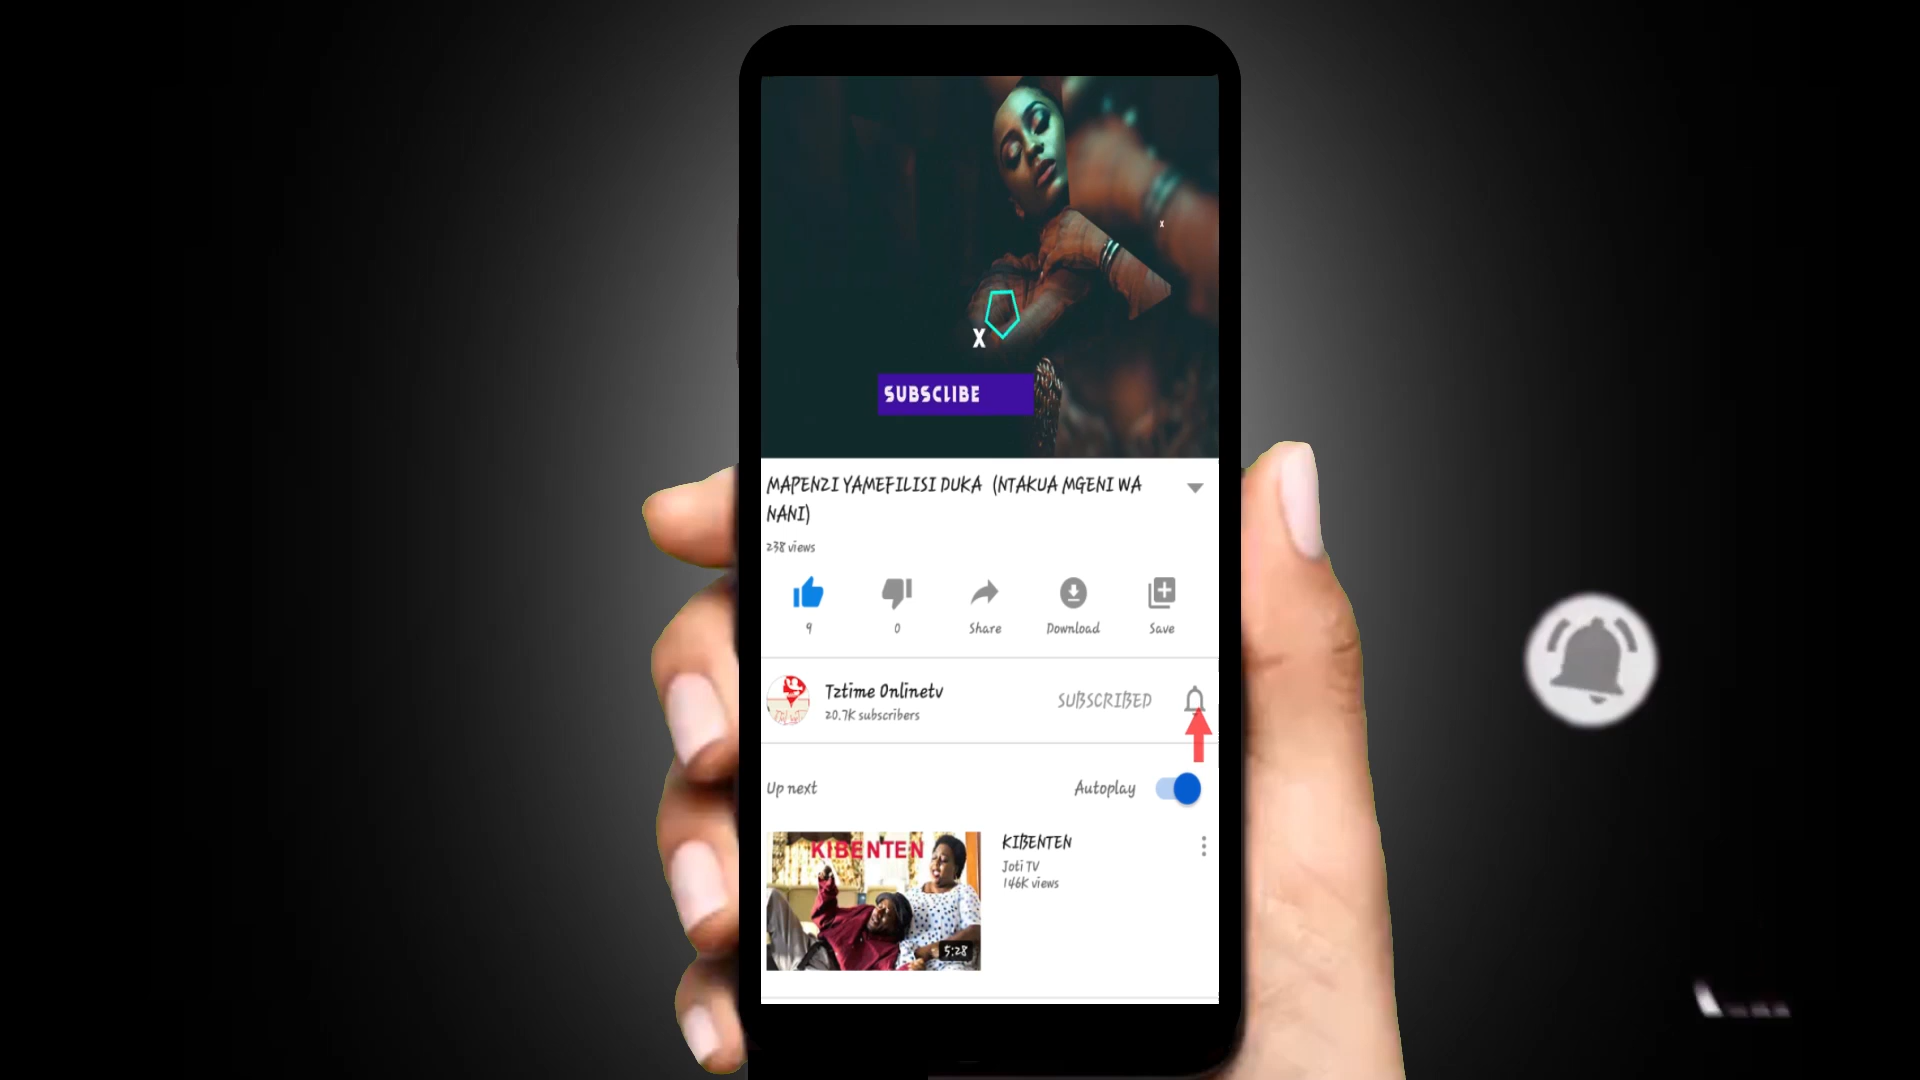 X
X
SUBSCLIBE
MAPENZI YAMEFILISI DUKA (NTAKUA MGENI WA
NANI)
238 views
9
0
Share
Download
Save
Tztime Onlinetv
20.7K subscribers
SUBSCRIBED
Up next
Autoplay
KIBENTEN
5:28
KIBENTEN
Joti TV
146K views